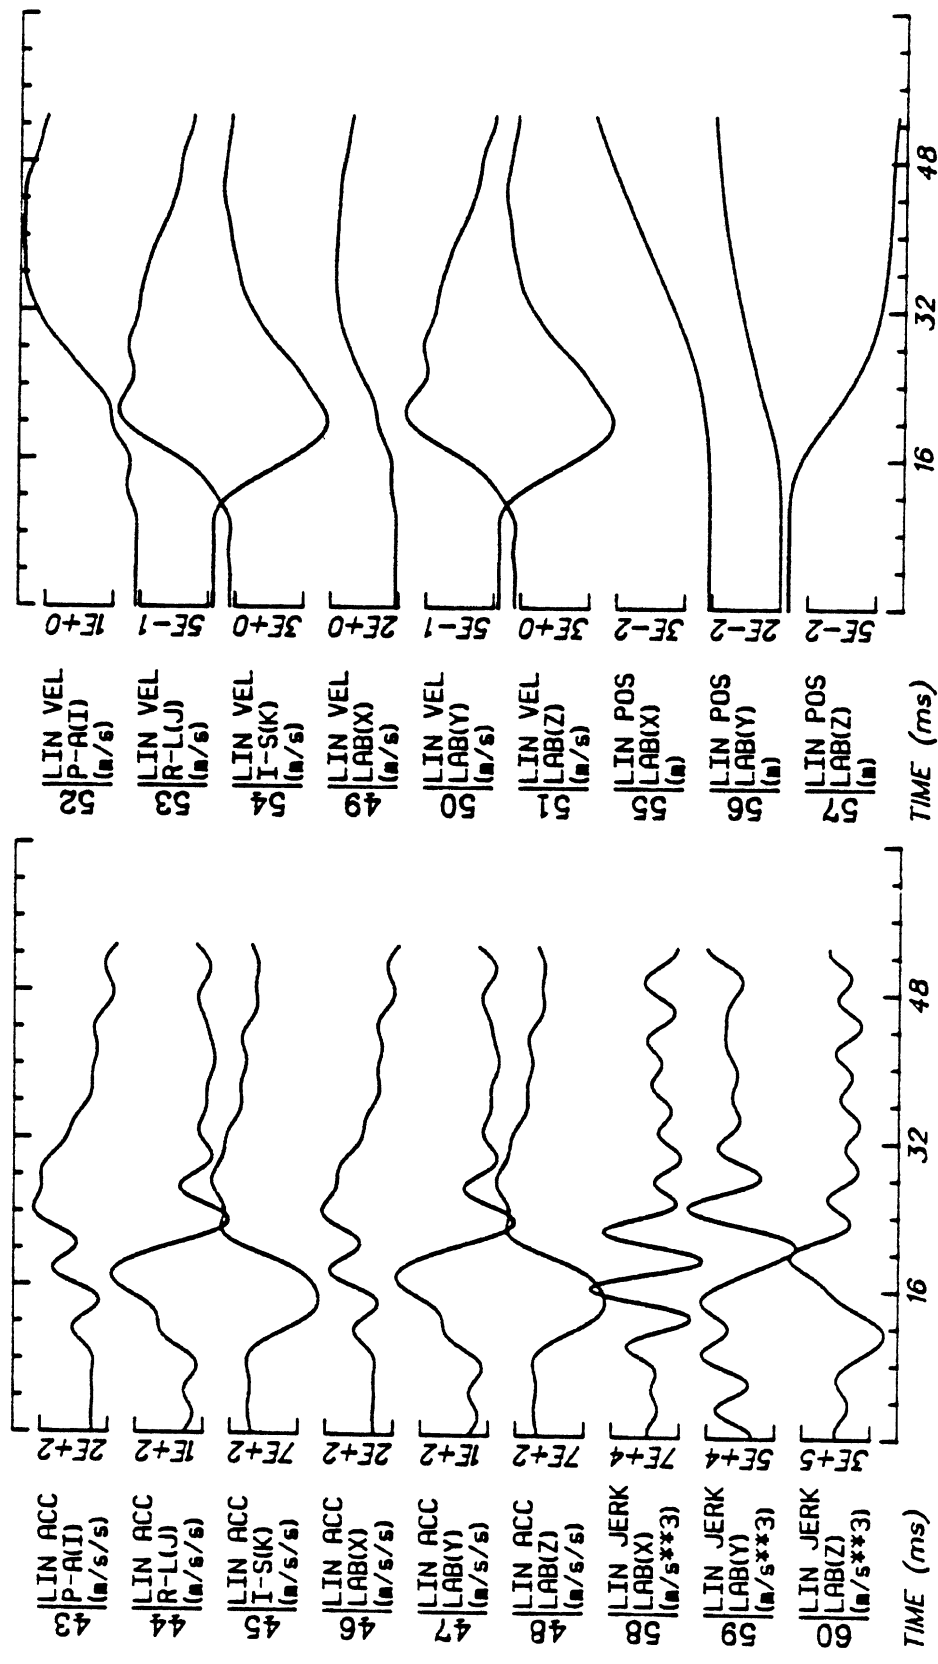 43 LIN ACC
P-A(I)
(m/s/s)
2E+2
44 LIN ACC
R-L(J)
(m/s/s)
1E+2
45 LIN ACC
I-S(K)
(m/s/s)
7E+2
46 LIN ACC
LAB(X)
(m/s/s)
2E+2
47 LIN ACC
LAB(Y)
(m/s/s)
1E+2
48 LIN ACC
LAB(Z)
(m/s/s)
7E+2
58 LIN JERK
LAB(X)
(m/s**3)
7E+4
59 LIN JERK
LAB(Y)
(m/s**3)
5E+4
60 LIN JERK
LAB(Z)
(m/s**3)
3E+5
TIME (ms)
16 32 48
52 LIN VEL
P-A(I)
(m/s)
1E+0
53 LIN VEL
R-L(J)
(m/s)
5E-1
54 LIN VEL
I-S(K)
(m/s)
3E+0
49 LIN VEL
LAB(X)
(m/s)
2E+0
50 LIN VEL
LAB(Y)
(m/s)
5E-1
51 LIN VEL
LAB(Z)
(m/s)
3E+0
55 LIN POS
LAB(X)
(m)
3E-2
56 LIN POS
LAB(Y)
(m)
2E-2
57 LIN POS
LAB(Z)
(m)
5E-2
TIME (ms)
16 32 48